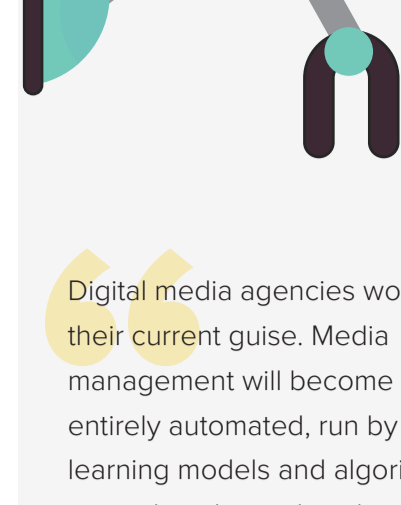 Digital media agencies wo
their current guise. Media
management will become
entirely automated, run by
learning models and algori